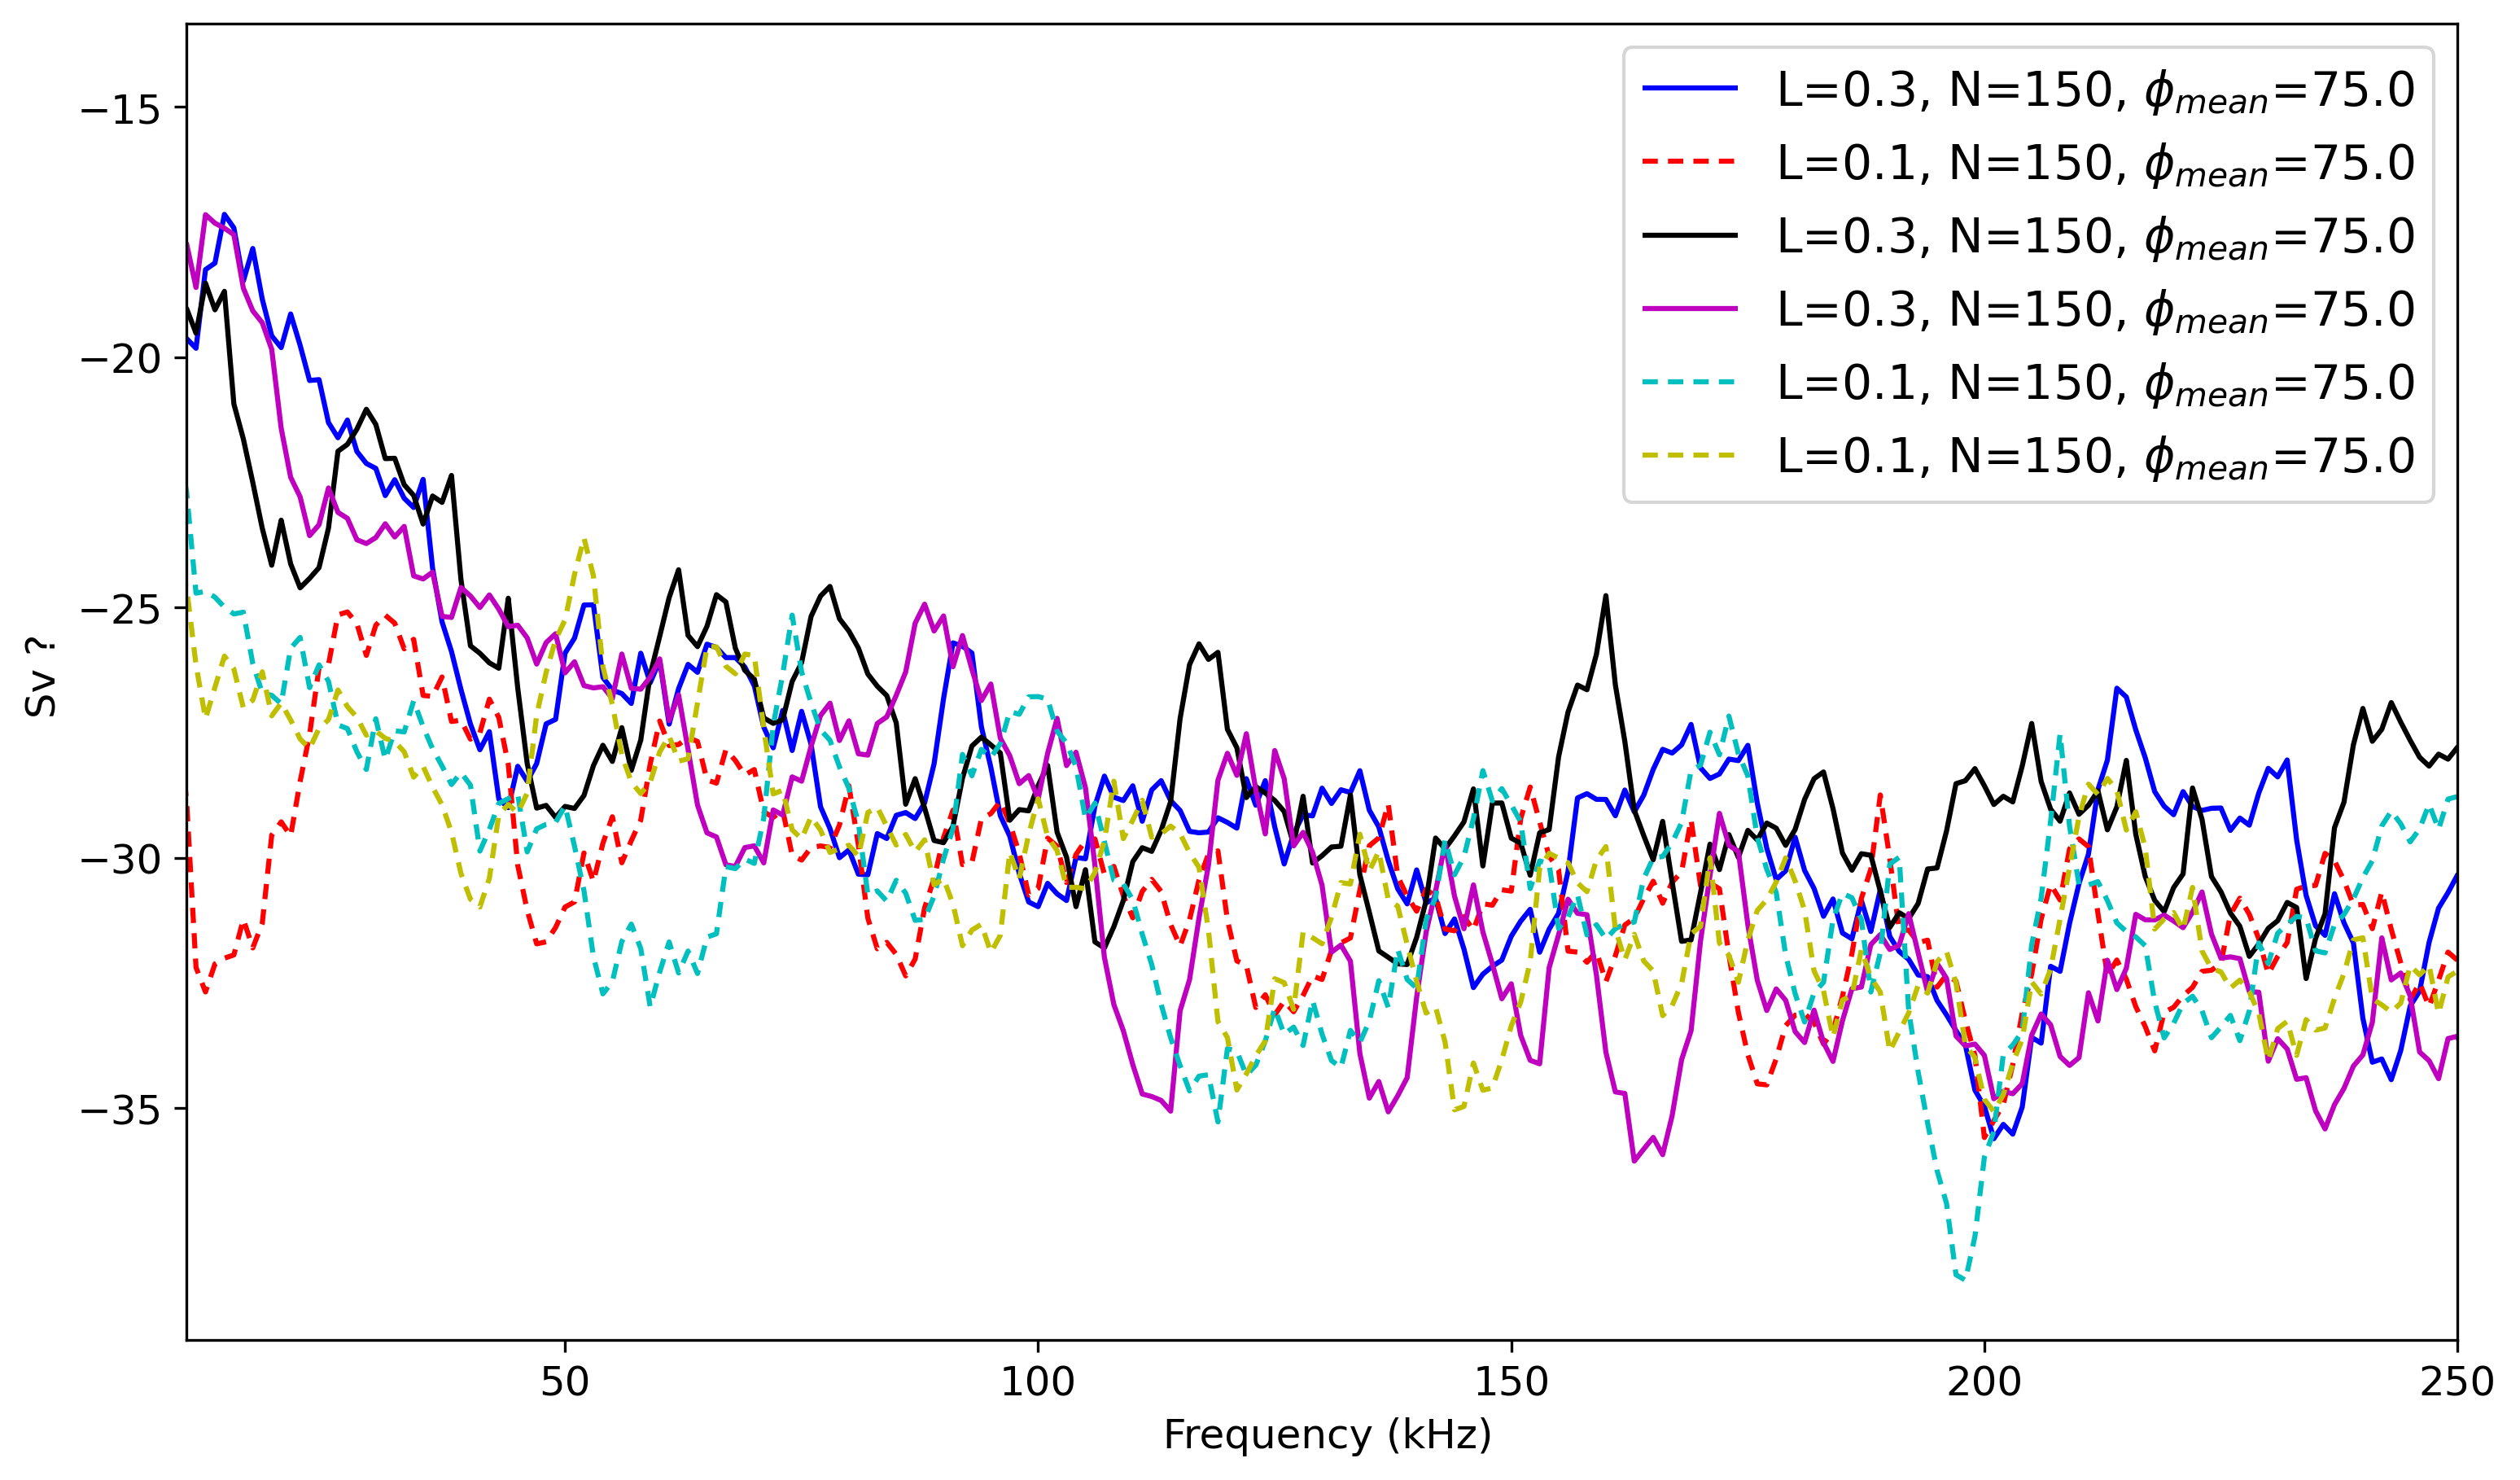 L=0.3, N=150, ϕmean=75.0
L=0.1, N=150, ϕmean=75.0
L=0.3, N=150, ϕmean=75.0
L=0.3, N=150, ϕmean=75.0
L=0.1, N=150, ϕmean=75.0
L=0.1, N=150, ϕmean=75.0
−15
−20
−25
−30
−35
Sv ?
50 100 150 200 250
Frequency (kHz)